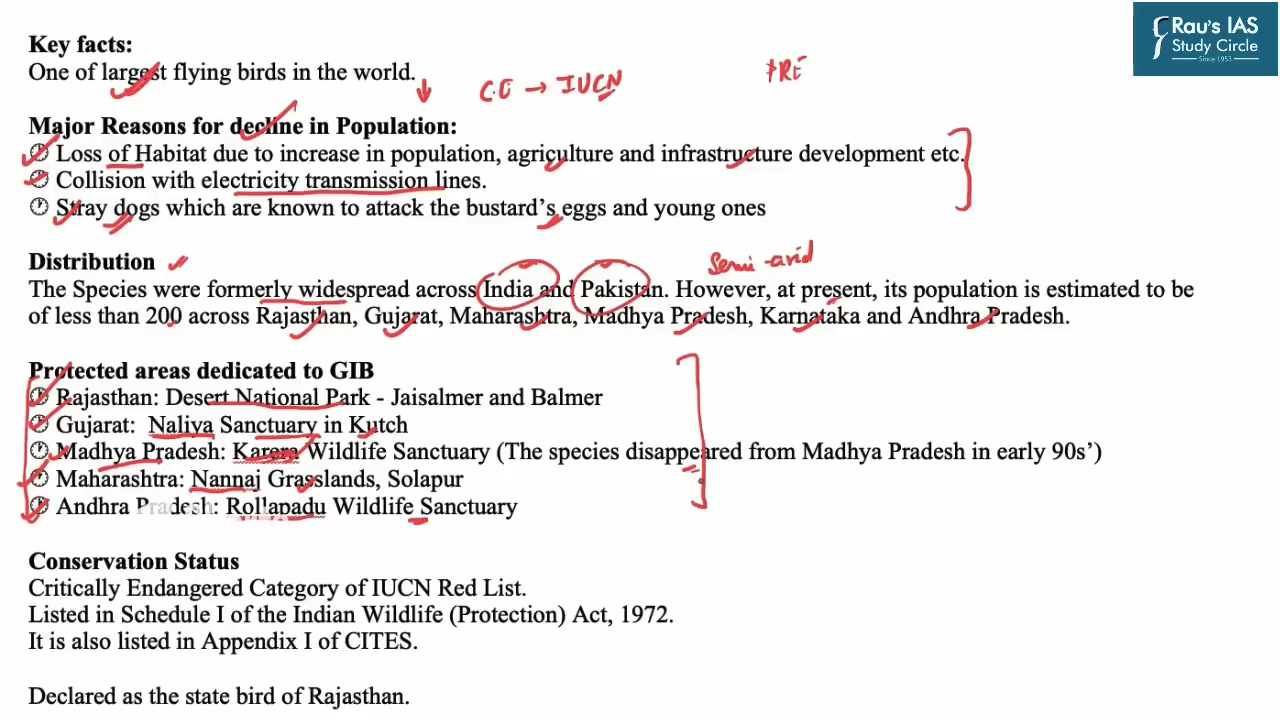 Rau's IAS
Study Circle
Since 1953
Key facts:
One of largest flying birds in the world.
C.E → IUCN
PRE
Major Reasons for decline in Population:
Loss of Habitat due to increase in population, agriculture and infrastructure development etc.
Collision with electricity transmission lines.
Stray dogs which are known to attack the bustard's eggs and young ones
Distribution
Semi-arid
The Species were formerly widespread across India and Pakistan. However, at present, its population is estimated to be
of less than 200 across Rajasthan, Gujarat, Maharashtra, Madhya Pradesh, Karnataka and Andhra Pradesh.
Protected areas dedicated to GIB
Rajasthan: Desert National Park - Jaisalmer and Balmer
Gujarat: Naliya Sanctuary in Kutch
Madhya Pradesh: Karera Wildlife Sanctuary (The species disappeared from Madhya Pradesh in early 90s')
Maharashtra: Nannaj Grasslands, Solapur
Andhra Pradesh: Rollapadu Wildlife Sanctuary
Conservation Status
Critically Endangered Category of IUCN Red List.
Listed in Schedule I of the Indian Wildlife (Protection) Act, 1972.
It is also listed in Appendix I of CITES.
Declared as the state bird of Rajasthan.